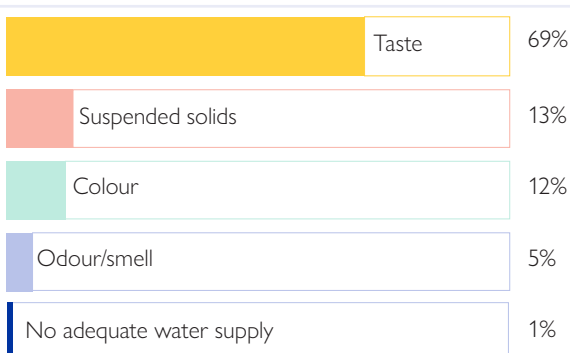 Taste 69%
Suspended solids 13%
Colour 12%
Odour/smell 5%
No adequate water supply 1%